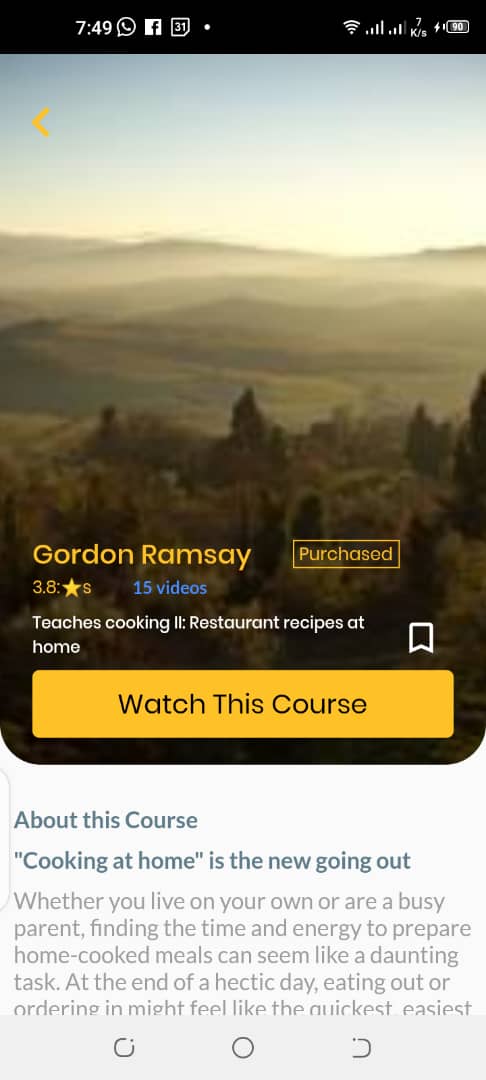 7:49 31 7 K/s 90
Gordon Ramsay Purchased
3.8:★s 15 videos
Teaches cooking II: Restaurant recipes at
home
Watch This Course
About this Course
"Cooking at home" is the new going out
Whether you live on your own or are a busy
parent, finding the time and energy to prepare
home-cooked meals can seem like a daunting
task. At the end of a hectic day, eating out or
ordering in might feel like the quickest, easiest